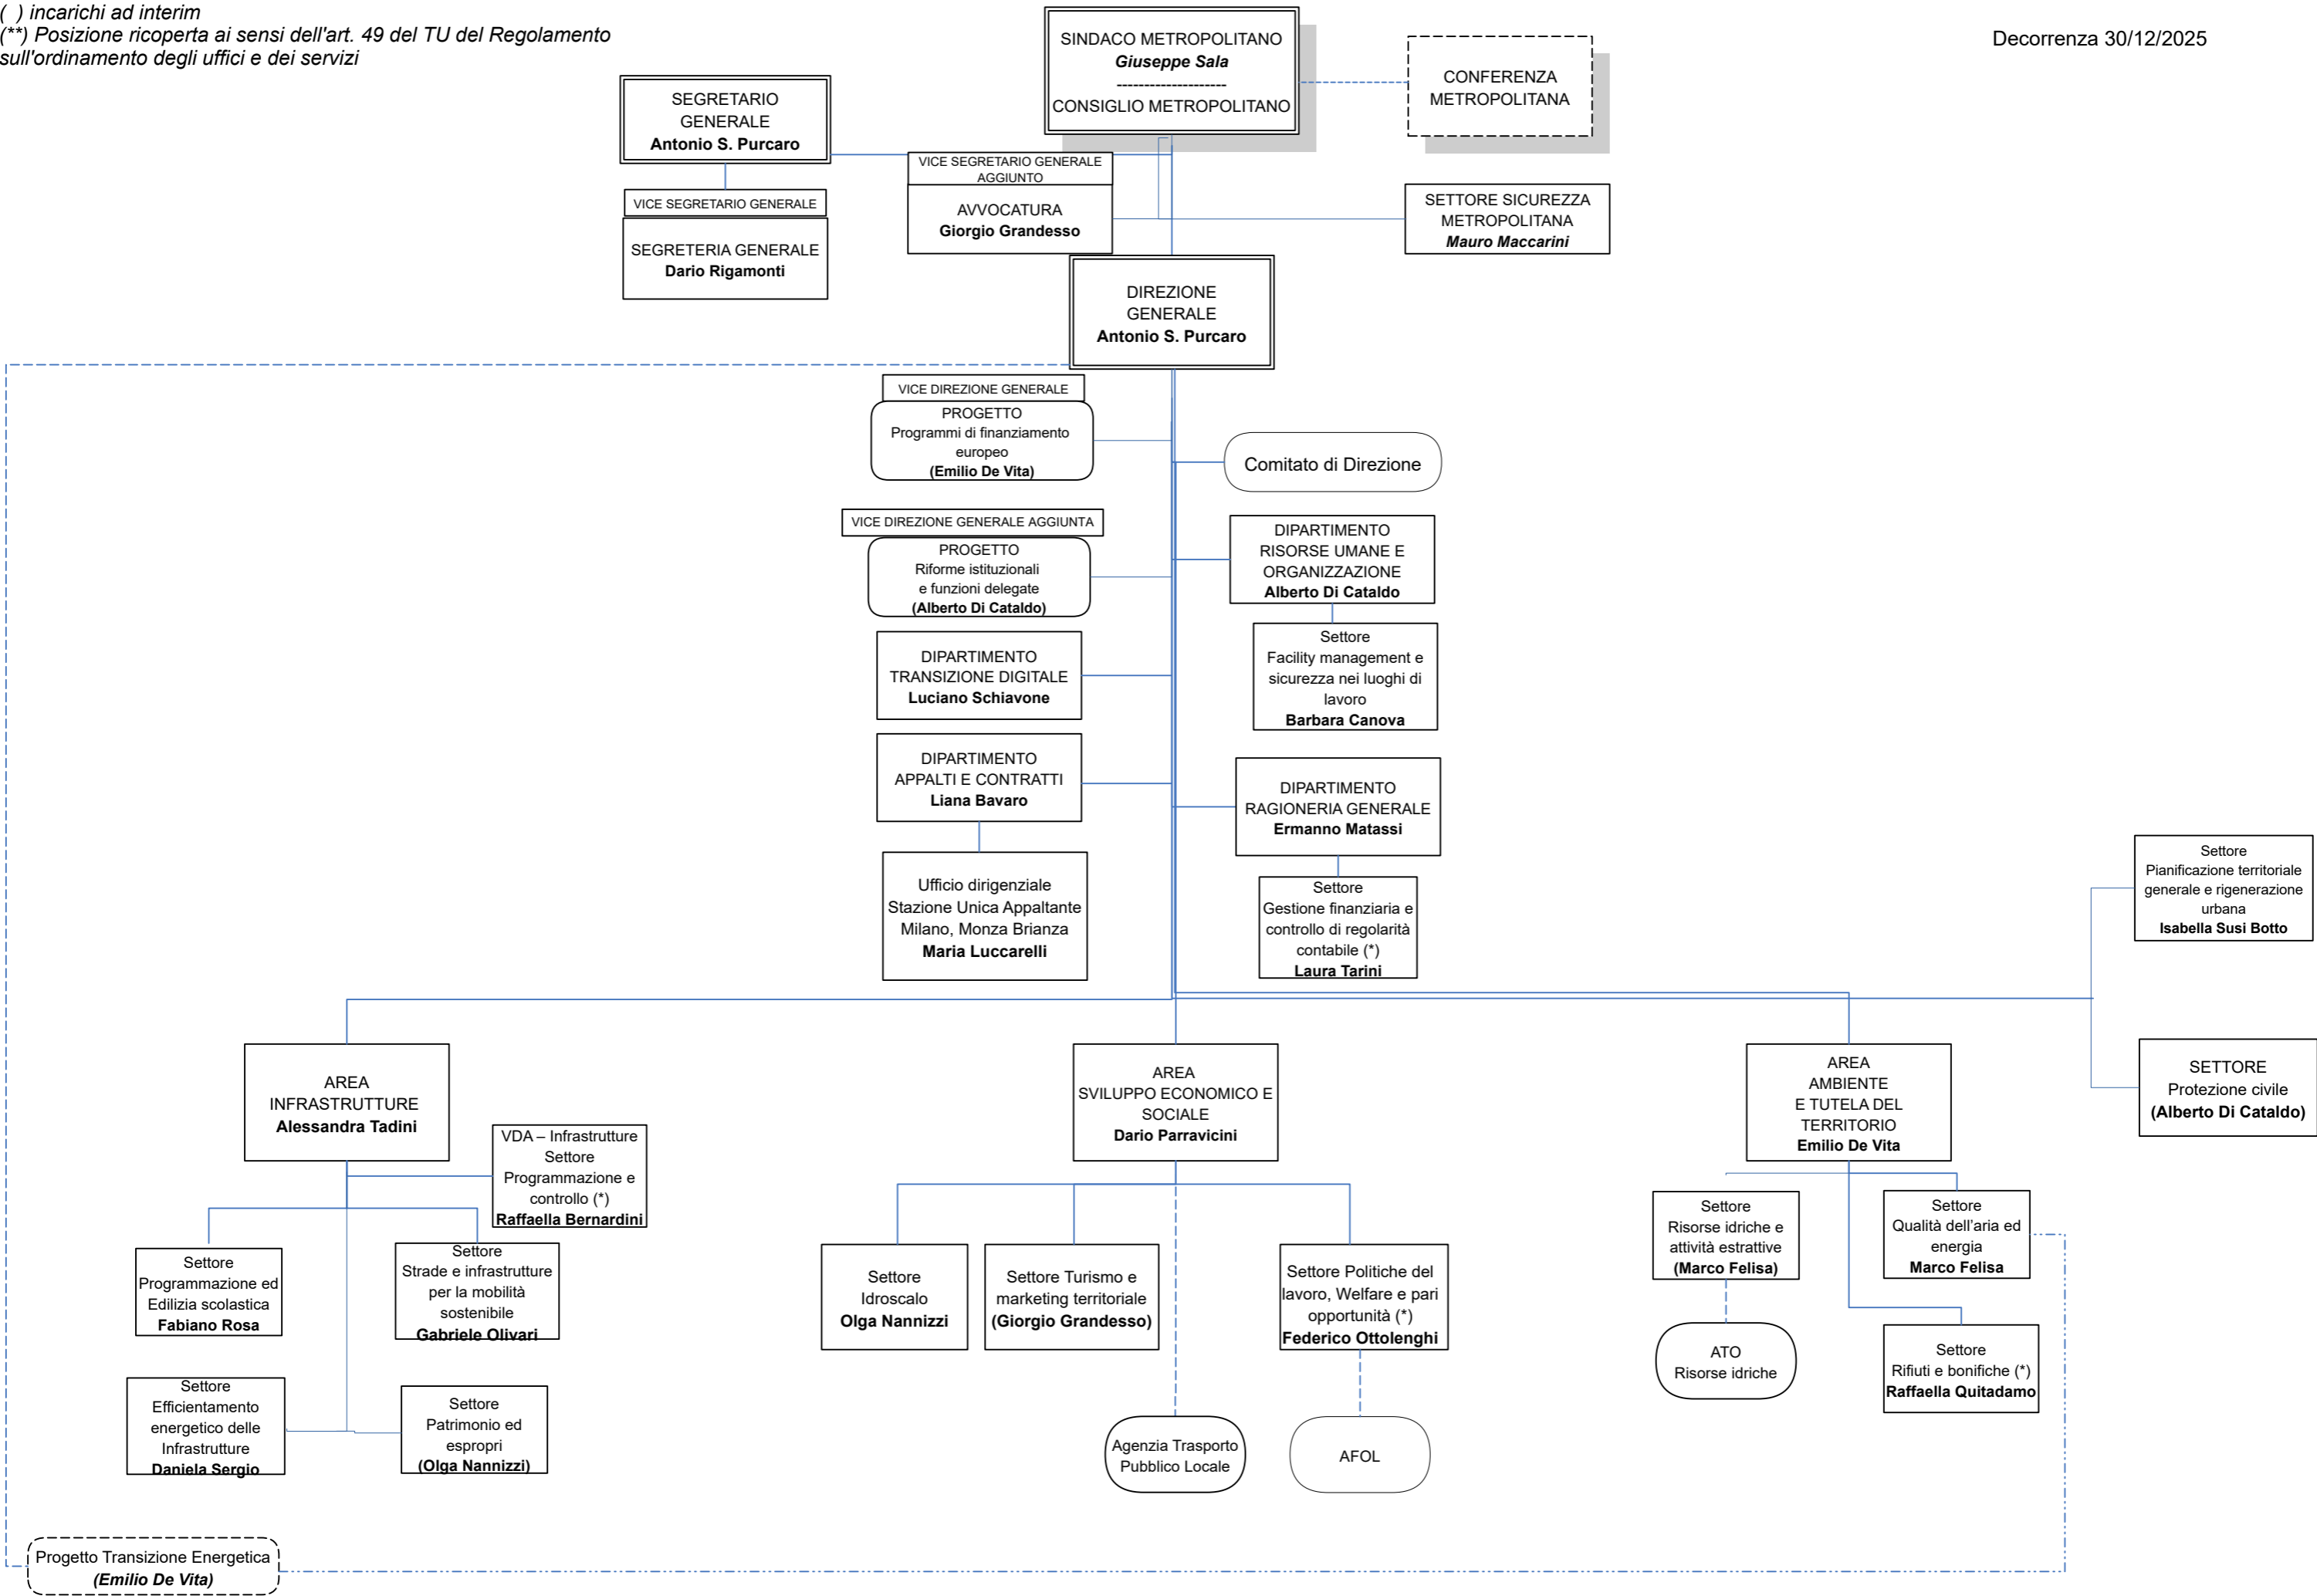 ( ) incarichi ad interim
(**) Posizione ricoperta ai sensi dell'art. 49 del TU del Regolamento
sull'ordinamento degli uffici e dei servizi
Decorrenza 30/12/2025
SINDACO METROPOLITANO
Giuseppe Sala
--------------------
CONSIGLIO METROPOLITANO
CONFERENZA
METROPOLITANA
SEGRETARIO
GENERALE
Antonio S. Purcaro
VICE SEGRETARIO GENERALE
SEGRETERIA GENERALE
Dario Rigamonti
VICE SEGRETARIO GENERALE
AGGIUNTO
AVVOCATURA
Giorgio Grandesso
SETTORE SICUREZZA
METROPOLITANA
Mauro Maccarini
DIREZIONE
GENERALE
Antonio S. Purcaro
VICE DIREZIONE GENERALE
PROGETTO
Programmi di finanziamento
europeo
(Emilio De Vita)
Comitato di Direzione
VICE DIREZIONE GENERALE AGGIUNTA
PROGETTO
Riforme istituzionali
e funzioni delegate
(Alberto Di Cataldo)
DIPARTIMENTO
RISORSE UMANE E
ORGANIZZAZIONE
Alberto Di Cataldo
Settore
Facility management e
sicurezza nei luoghi di
lavoro
Barbara Canova
DIPARTIMENTO
TRANSIZIONE DIGITALE
Luciano Schiavone
DIPARTIMENTO
APPALTI E CONTRATTI
Liana Bavaro
DIPARTIMENTO
RAGIONERIA GENERALE
Ermanno Matassi
Ufficio dirigenziale
Stazione Unica Appaltante
Milano, Monza Brianza
Maria Luccarelli
Settore
Gestione finanziaria e
controllo di regolarità
contabile (*)
Laura Tarini
Settore
Pianificazione territoriale
generale e rigenerazione
urbana
Isabella Susi Botto
SETTORE
Protezione civile
(Alberto Di Cataldo)
AREA
INFRASTRUTTURE
Alessandra Tadini
VDA – Infrastrutture
Settore
Programmazione e
controllo (*)
Raffaella Bernardini
Settore
Programmazione ed
Edilizia scolastica
Fabiano Rosa
Settore
Strade e infrastrutture
per la mobilità
sostenibile
Gabriele Olivari
Settore
Efficientamento
energetico delle
Infrastrutture
Daniela Sergio
Settore
Patrimonio ed
espropri
(Olga Nannizzi)
AREA
SVILUPPO ECONOMICO E
SOCIALE
Dario Parravicini
Settore
Idroscalo
Olga Nannizzi
Settore Turismo e
marketing territoriale
(Giorgio Grandesso)
Settore Politiche del
lavoro, Welfare e pari
opportunità (*)
Federico Ottolenghi
Agenzia Trasporto
Pubblico Locale
AFOL
AREA
AMBIENTE
E TUTELA DEL
TERRITORIO
Emilio De Vita
Settore
Risorse idriche e
attività estrattive
(Marco Felisa)
Settore
Qualità dell’aria ed
energia
Marco Felisa
ATO
Risorse idriche
Settore
Rifiuti e bonifiche (*)
Raffaella Quitadamo
Progetto Transizione Energetica
(Emilio De Vita)